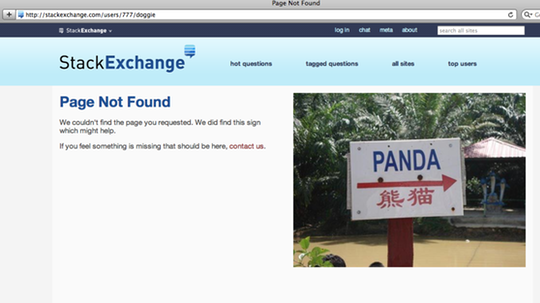 Page Not Found
http://stackexchange.com/users/777/doggie
StackExchange
log in chat meta about
search all sites
StackExchange
hot questions tagged questions all sites top users
Page Not Found
We couldn't find the page you requested. We did find this sign
which might help.
If you feel something is missing that should be here, contact us.
PANDA
熊猫